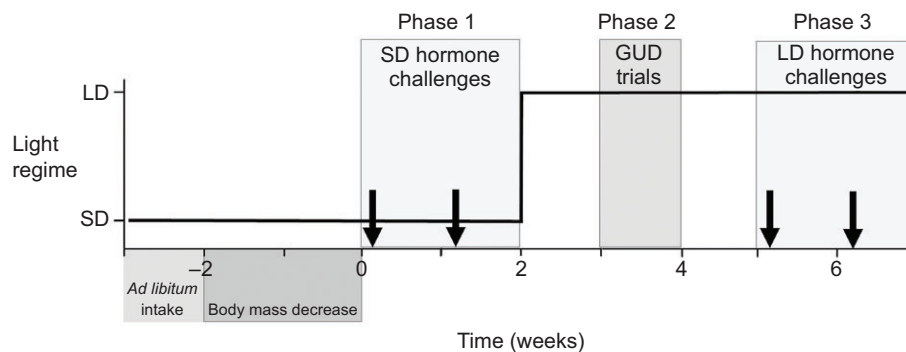 Phase 1
Phase 2
Phase 3
SD hormone
challenges
GUD
trials
LD hormone
challenges
LD
Light
regime
SD
–2
0
2
4
6
Ad libitum
intake
Body mass decrease
Time (weeks)